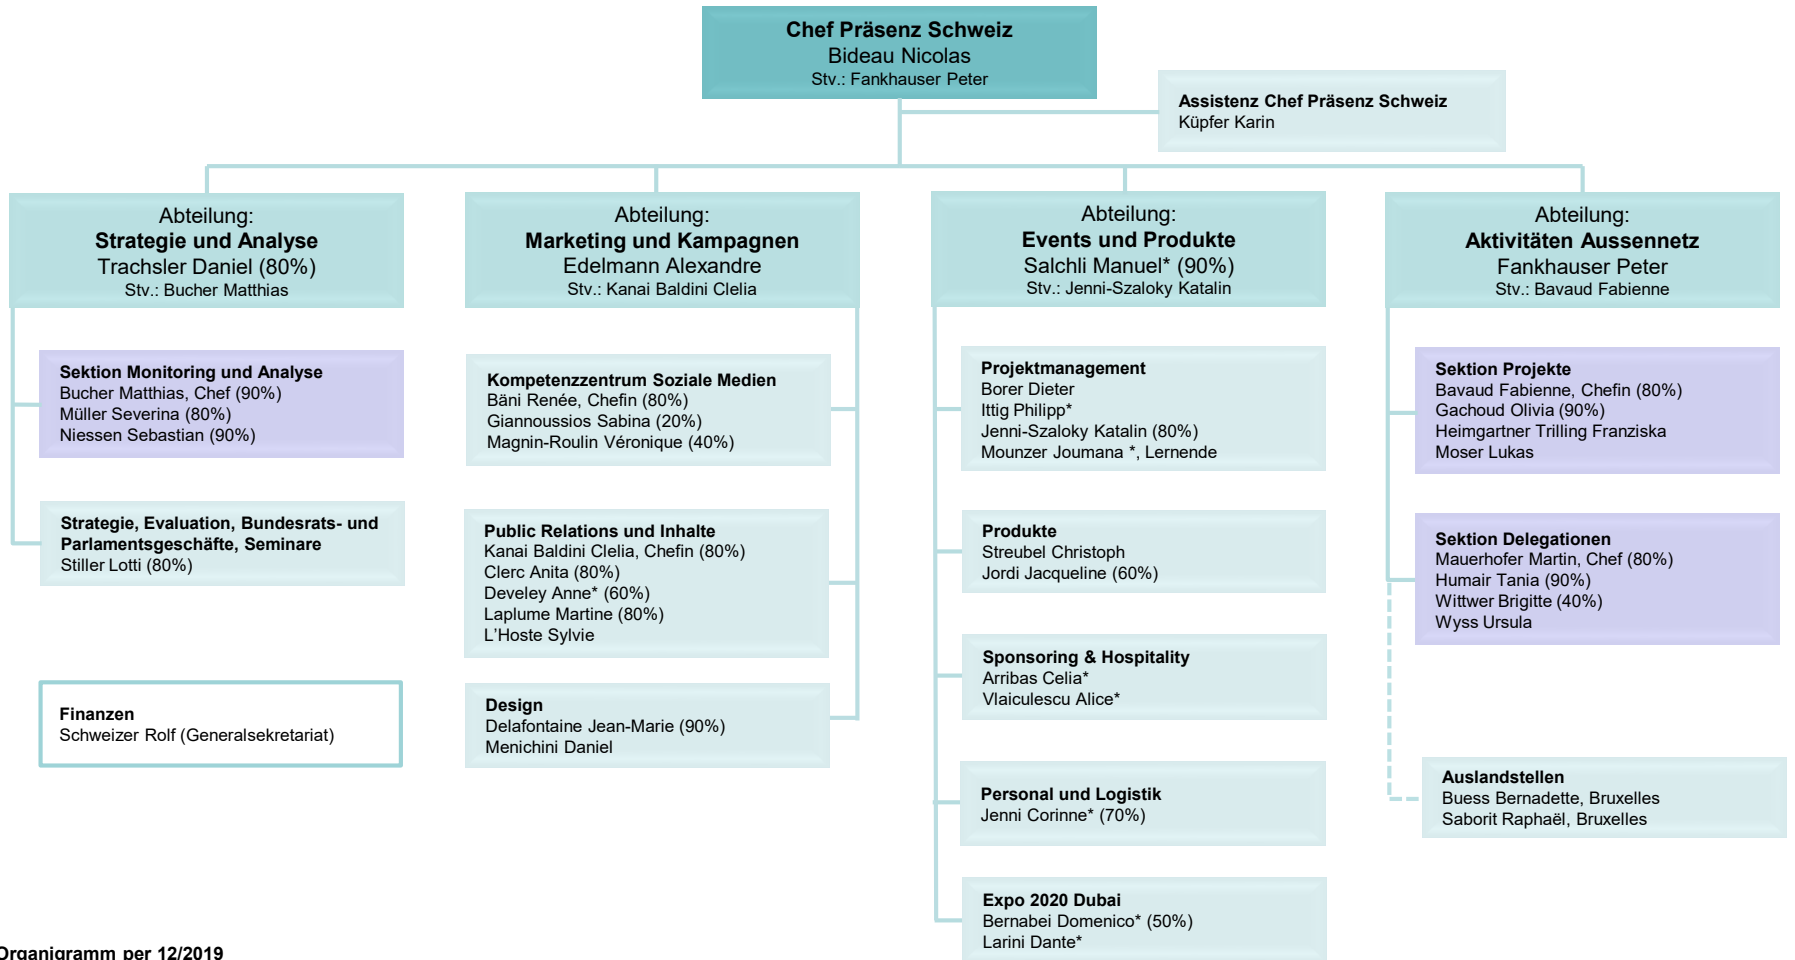 Chef Präsenz Schweiz
Bideau Nicolas
Stv.: Fankhauser Peter
Assistenz Chef Präsenz Schweiz
Küpfer Karin
Abteilung:
Strategie und Analyse
Trachsler Daniel (80%)
Stv.: Bucher Matthias
Sektion Monitoring und Analyse
Bucher Matthias, Chef (90%)
Müller Severina (80%)
Niessen Sebastian (90%)
Strategie, Evaluation, Bundesrats- und
Parlamentsgeschäfte, Seminare
Stiller Lotti (80%)
Finanzen
Schweizer Rolf (Generalsekretariat)
Abteilung:
Marketing und Kampagnen
Edelmann Alexandre
Stv.: Kanai Baldini Clelia
Kompetenzzentrum Soziale Medien
Bäni Renée, Chefin (80%)
Giannoussios Sabina (20%)
Magnin-Roulin Véronique (40%)
Public Relations und Inhalte
Kanai Baldini Clelia, Chefin (80%)
Clerc Anita (80%)
Develey Anne* (60%)
Laplume Martine (80%)
L’Hoste Sylvie
Design
Delafontaine Jean-Marie (90%)
Menichini Daniel
Abteilung:
Events und Produkte
Salchli Manuel* (90%)
Stv.: Jenni-Szaloky Katalin
Projektmanagement
Borer Dieter
Ittig Philipp*
Jenni-Szaloky Katalin (80%)
Mounzer Joumana *, Lernende
Produkte
Streubel Christoph
Jordi Jacqueline (60%)
Sponsoring & Hospitality
Arribas Celia*
Vlaiculescu Alice*
Personal und Logistik
Jenni Corinne* (70%)
Expo 2020 Dubai
Bernabei Domenico* (50%)
Larini Dante*
Abteilung:
Aktivitäten Aussennetz
Fankhauser Peter
Stv.: Bavaud Fabienne
Sektion Projekte
Bavaud Fabienne, Chefin (80%)
Gachoud Olivia (90%)
Heimgartner Trilling Franziska
Moser Lukas
Sektion Delegationen
Mauerhofer Martin, Chef (80%)
Humair Tania (90%)
Wittwer Brigitte (40%)
Wyss Ursula
Auslandstellen
Buess Bernadette, Bruxelles
Saborit Raphaël, Bruxelles
Organigramm per 12/2019